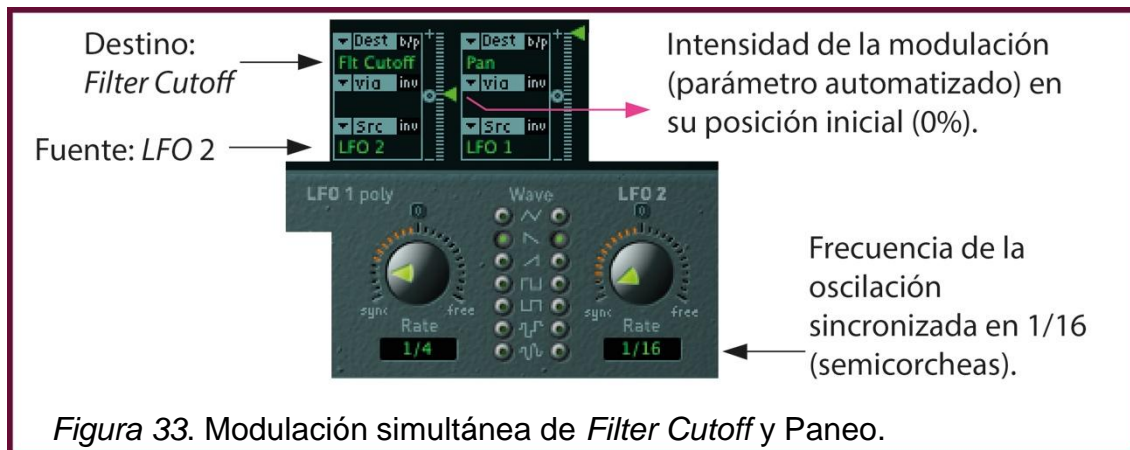 Destino:
Filter Cutoff
Fuente: LFO 2
Dest b/p
Flt Cutoff
via inv
Src inv
LFO 2
+
-
Dest b/p
Pan
via inv
Src inv
LFO 1
+
-
Intensidad de la modulación
(parámetro automatizado) en
su posición inicial (0%).
LFO 1 poly
0
sync free
Rate
1/4
Wave
LFO 2
0
sync free
Rate
1/16
Frecuencia de la
oscilación
sincronizada en 1/16
(semicorcheas).
Figura 33. Modulación simultánea de Filter Cutoff y Paneo.